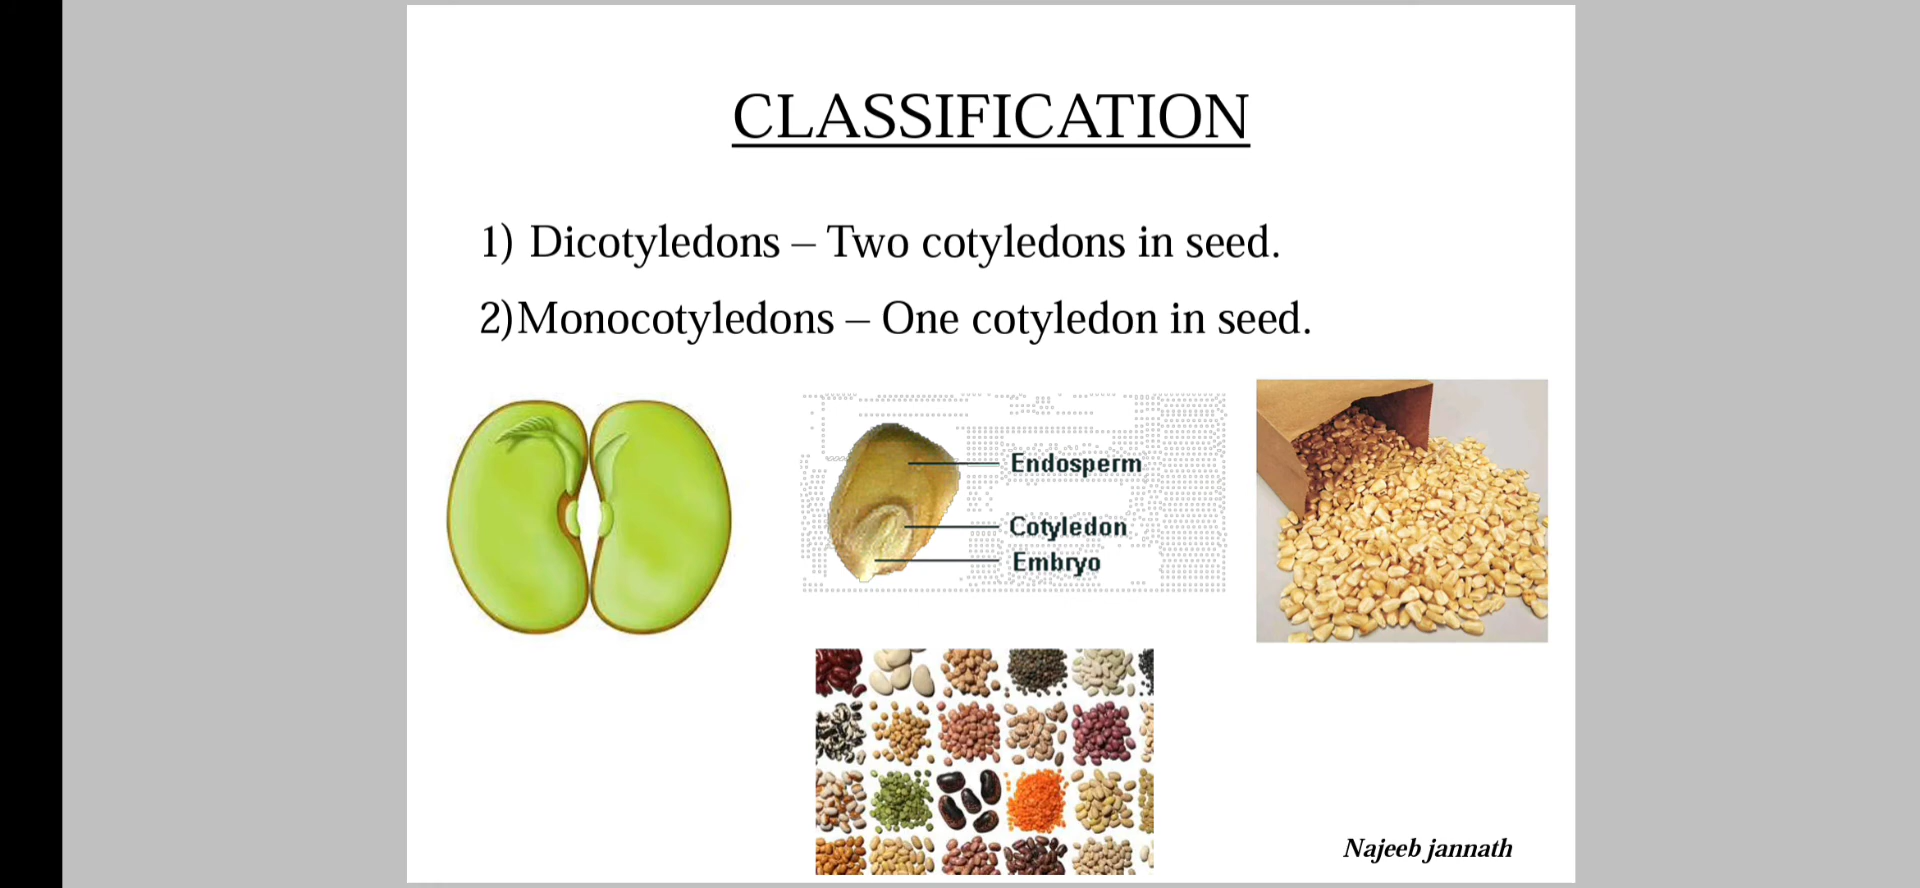 CLASSIFICATION
1) Dicotyledons – Two cotyledons in seed.
2)Monocotyledons – One cotyledon in seed.
Endosperm
Cotyledon
Embryo
Najeeb jannath